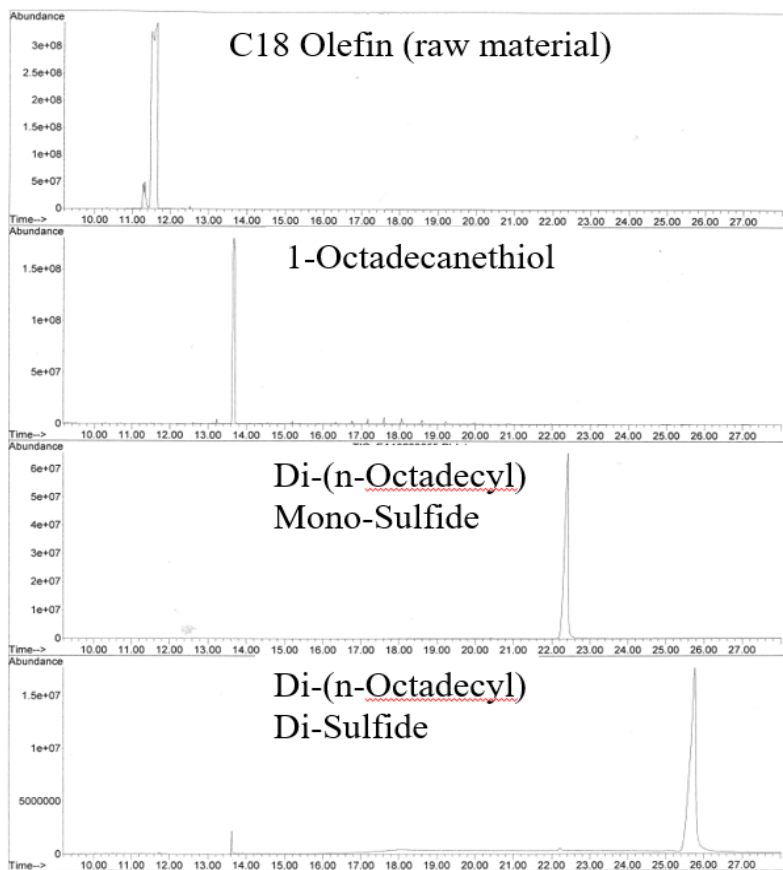 Abundance
C18 Olefin (raw material)
3e+08
2.5e+08
2e+08
1.5e+08
1e+08
5e+07
0
Time--> 10.00 11.00 12.00 13.00 14.00 15.00 16.00 17.00 18.00 19.00 20.00 21.00 22.00 23.00 24.00 25.00 26.00 27.00
Abundance
1-Octadecanethiol
1.5e+08
1e+08
5e+07
0
Time--> 10.00 11.00 12.00 13.00 14.00 15.00 16.00 17.00 18.00 19.00 20.00 21.00 22.00 23.00 24.00 25.00 26.00 27.00
Abundance
6e+07
Di-(n-Octadecyl)
5e+07
Mono-Sulfide
4e+07
3e+07
2e+07
1e+07
0
Time--> 10.00 11.00 12.00 13.00 14.00 15.00 16.00 17.00 18.00 19.00 20.00 21.00 22.00 23.00 24.00 25.00 26.00 27.00
Abundance
Di-(n-Octadecyl)
1.5e+07
Di-Sulfide
1e+07
5000000
0
Time--> 10.00 11.00 12.00 13.00 14.00 15.00 16.00 17.00 18.00 19.00 20.00 21.00 22.00 23.00 24.00 25.00 26.00 27.00